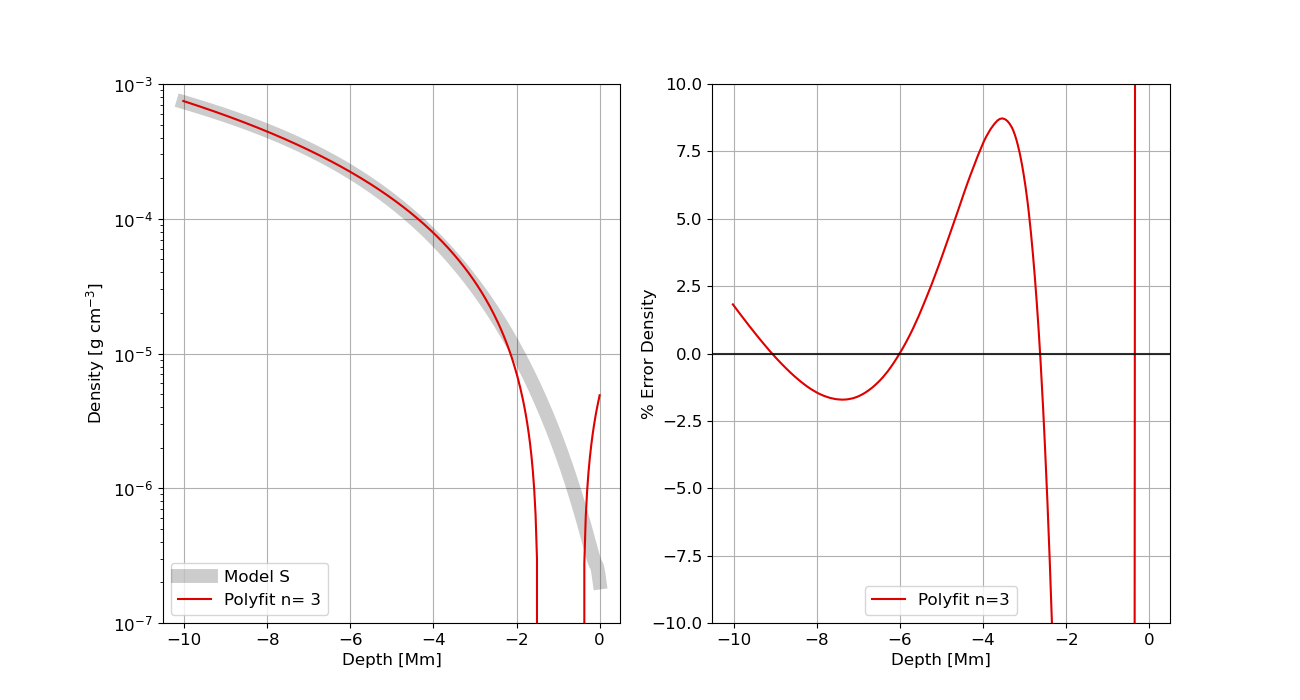 10⁻³
10⁻⁴
10⁻⁵
10⁻⁶
10⁻⁷
Density [g cm⁻³]
Model S
Polyfit n= 3
−10 −8 −6 −4 −2 0
Depth [Mm]
10.0
7.5
5.0
2.5
0.0
−2.5
−5.0
−7.5
−10.0
% Error Density
Polyfit n=3
−10 −8 −6 −4 −2 0
Depth [Mm]